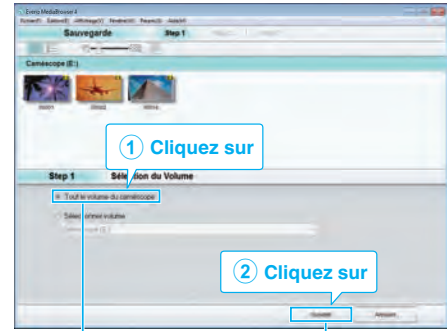 Everio MediaBrowser 4
Sauvegarde Step 1
Caméscope (E:)
① Cliquez sur
Step 1 Sélection du Volume
Tout le volume du caméscope
Sélectionner volume
② Cliquez sur
Suivant Annuler